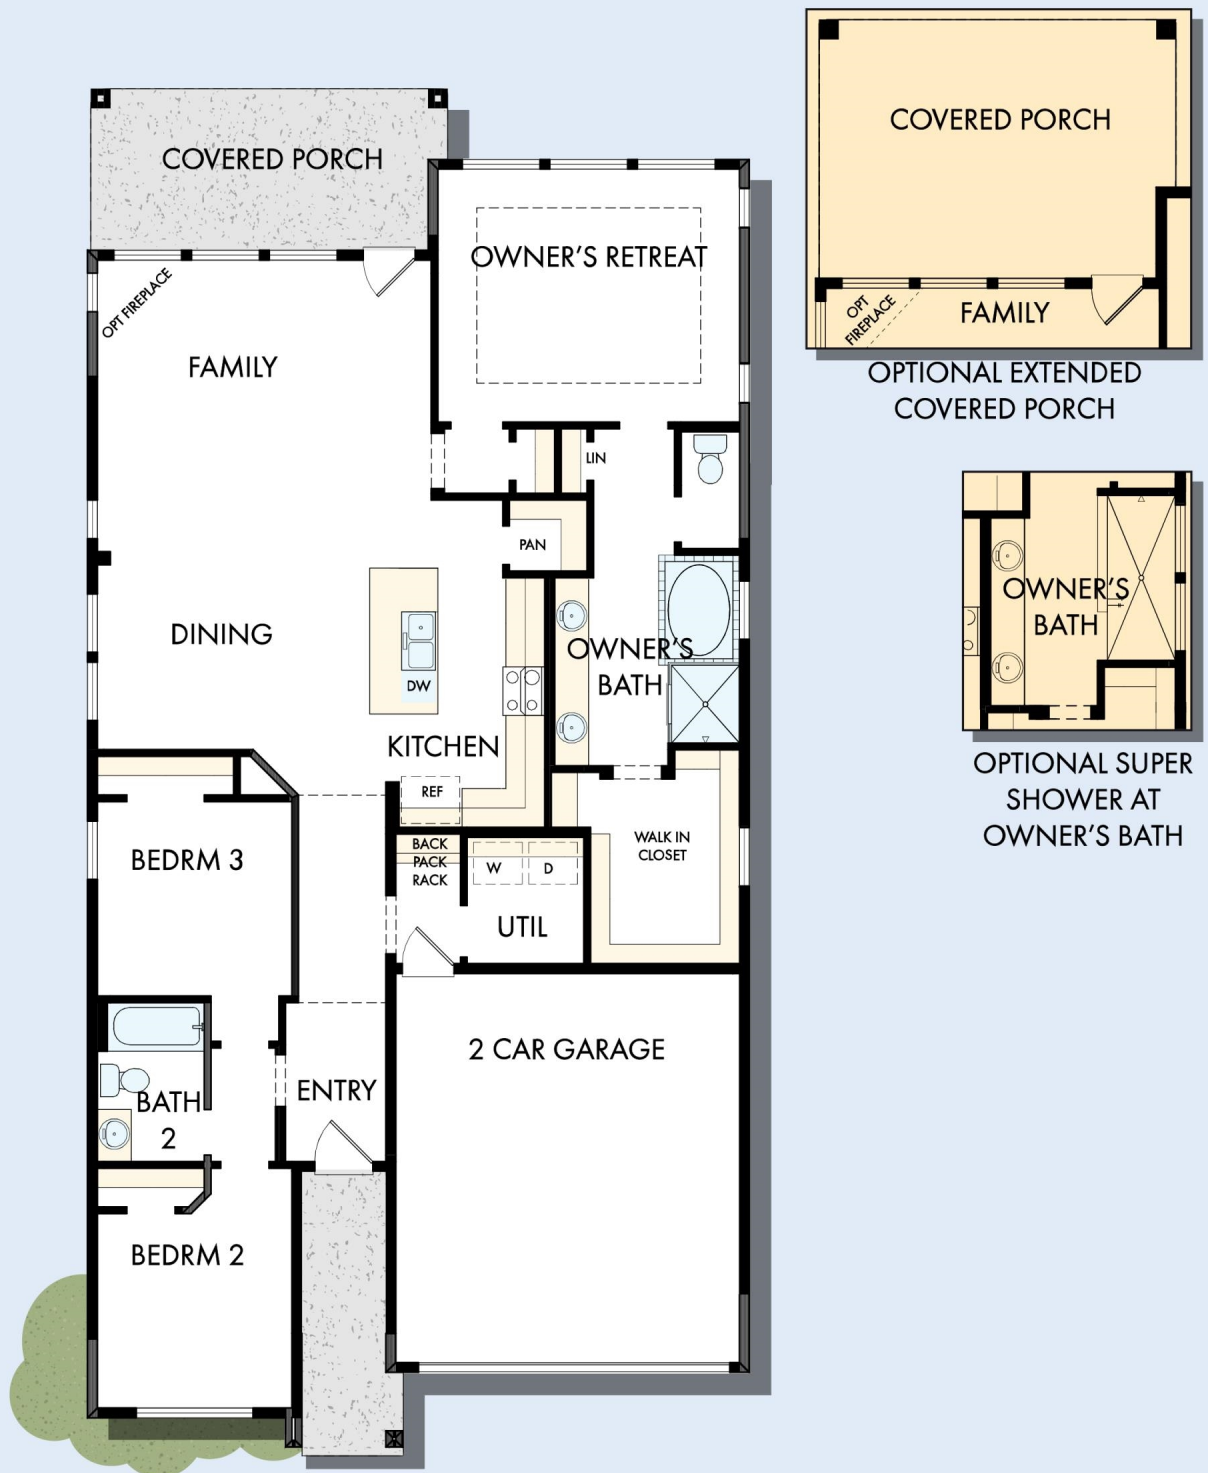 COVERED PORCH
OWNER'S RETREAT
OPT FIREPLACE
FAMILY
LIN
PAN
DINING
DW
OWNER'S
BATH
KITCHEN
REF
BEDRM 3
BACK
PACK
RACK
W
D
WALK IN
CLOSET
UTIL
2 CAR GARAGE
ENTRY
BATH
2
BEDRM 2
COVERED PORCH
OPT
FIREPLACE
FAMILY
OPTIONAL EXTENDED
COVERED PORCH
OWNER'S
BATH
OPTIONAL SUPER
SHOWER AT
OWNER'S BATH